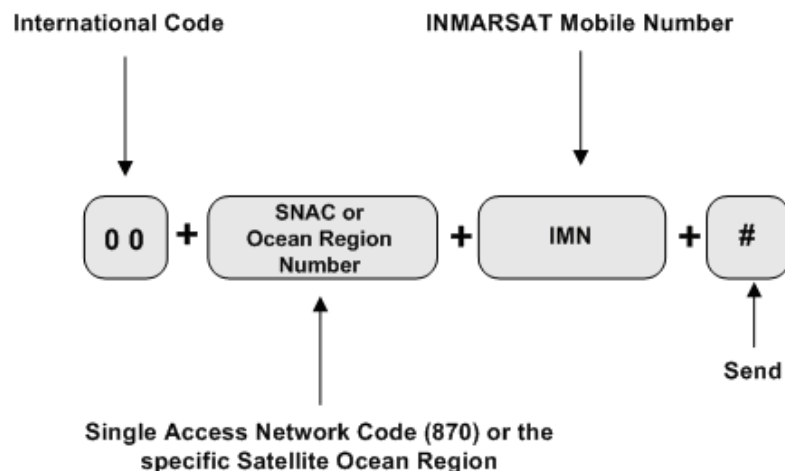 International Code
INMARSAT Mobile Number
0 0
+
SNAC or
Ocean Region
Number
+
IMN
+
#
Send
Single Access Network Code (870) or the
specific Satellite Ocean Region